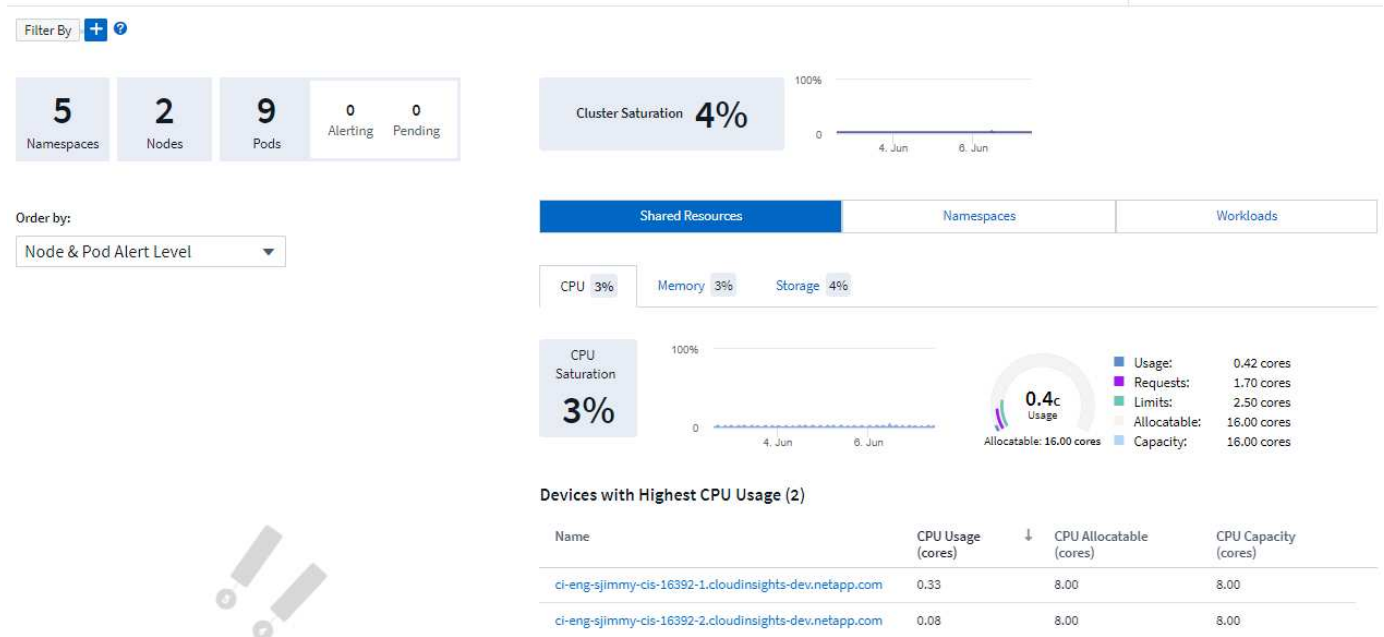 Filter By + ?
5
Namespaces
2
Nodes
9
Pods
0
Alerting
0
Pending
Cluster Saturation 4%
100%
0
4. Jun
6. Jun
Order by:
Node & Pod Alert Level
Shared Resources
Namespaces
Workloads
CPU 3%
Memory 3%
Storage 4%
CPU
Saturation
3%
100%
0
4. Jun
6. Jun
0.4c
Usage
Allocatable: 16.00 cores
Usage: 0.42 cores
Requests: 1.70 cores
Limits: 2.50 cores
Allocatable: 16.00 cores
Capacity: 16.00 cores
Devices with Highest CPU Usage (2)
Name
CPU Usage
(cores)
↓
CPU Allocatable
(cores)
CPU Capacity
(cores)
ci-eng-sjimmy-cis-16392-1.cloudinsights-dev.netapp.com 0.33 8.00 8.00
ci-eng-sjimmy-cis-16392-2.cloudinsights-dev.netapp.com 0.08 8.00 8.00